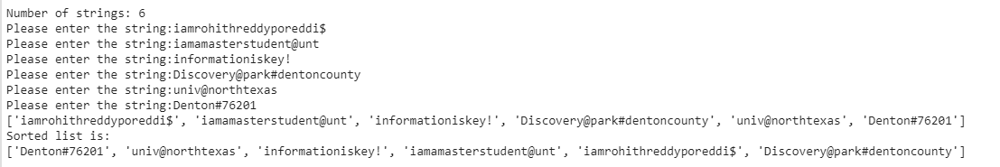 Number of strings: 6
Please enter the string:iamrohithreddyporeddi$
Please enter the string:iamamasterstudent@unt
Please enter the string:informationiskey!
Please enter the string:Discovery@park#dentoncounty
Please enter the string:univ@northtexas
Please enter the string:Denton#76201
['iamrohithreddyporeddi$', 'iamamasterstudent@unt', 'informationiskey!', 'Discovery@park#dentoncounty', 'univ@northtexas', 'Denton#76201']
Sorted list is:
['Denton#76201', 'univ@northtexas', 'informationiskey!', 'iamamasterstudent@unt', 'iamrohithreddyporeddi$', 'Discovery@park#dentoncounty']